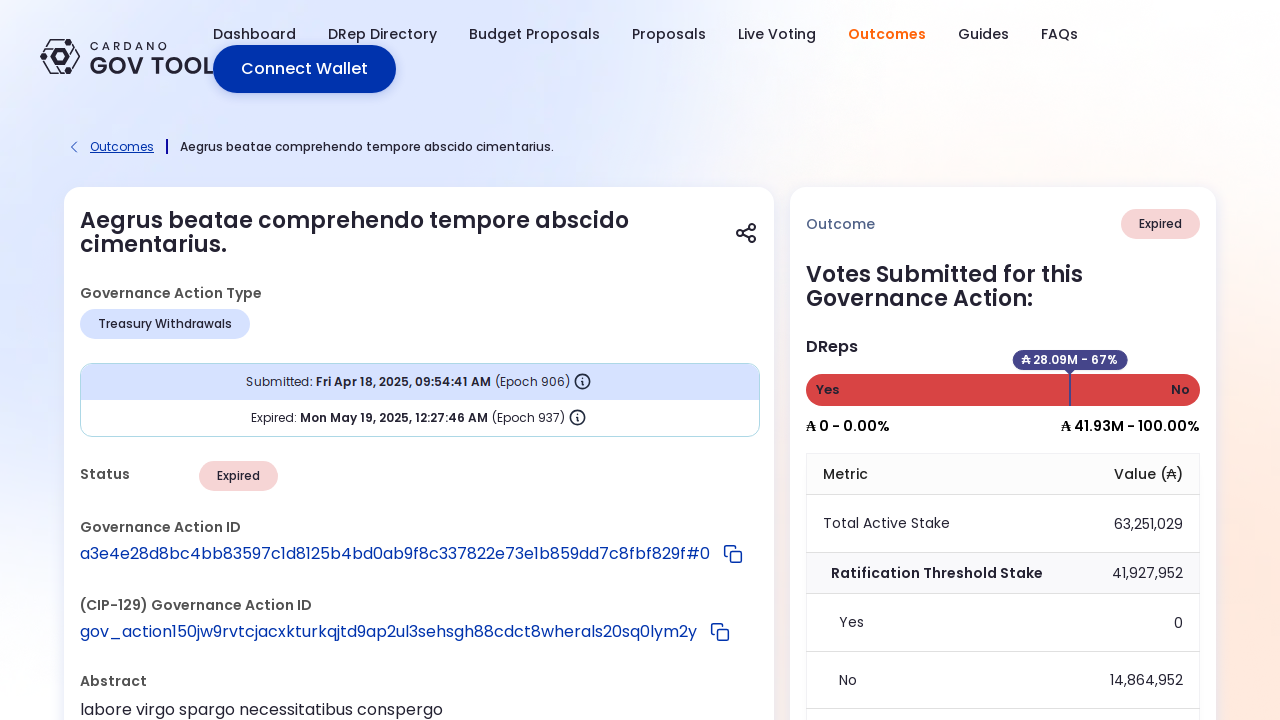 CARDANO
GOV TOOL
Dashboard
DRep Directory
Budget Proposals
Proposals
Live Voting
Outcomes
Guides
FAQs
Connect Wallet
Outcomes
Aegrus beatae comprehendo tempore abscido cimentarius.
Aegrus beatae comprehendo tempore abscido
cimentarius.
Governance Action Type
Treasury Withdrawals
Submitted: Fri Apr 18, 2025, 09:54:41 AM (Epoch 906)
Expired: Mon May 19, 2025, 12:27:46 AM (Epoch 937)
Status
Expired
Governance Action ID
a3e4e28d8bc4bb83597c1d8125b4bd0ab9f8c337822e73e1b859dd7c8fbf829f#0
(CIP-129) Governance Action ID
gov_action150jw9rvtcjacxkturkqjtd9ap2ul3sehsgh88cdct8wherals20sq0lym2y
Abstract
labore virgo spargo necessitatibus conspergo
Outcome
Expired
Votes Submitted for this
Governance Action:
DReps
₳ 28.09M - 67%
Yes
No
₳ 0 - 0.00%
₳ 41.93M - 100.00%
Metric
Value (₳)
Total Active Stake
63,251,029
Ratification Threshold Stake
41,927,952
Yes
0
No
14,864,952